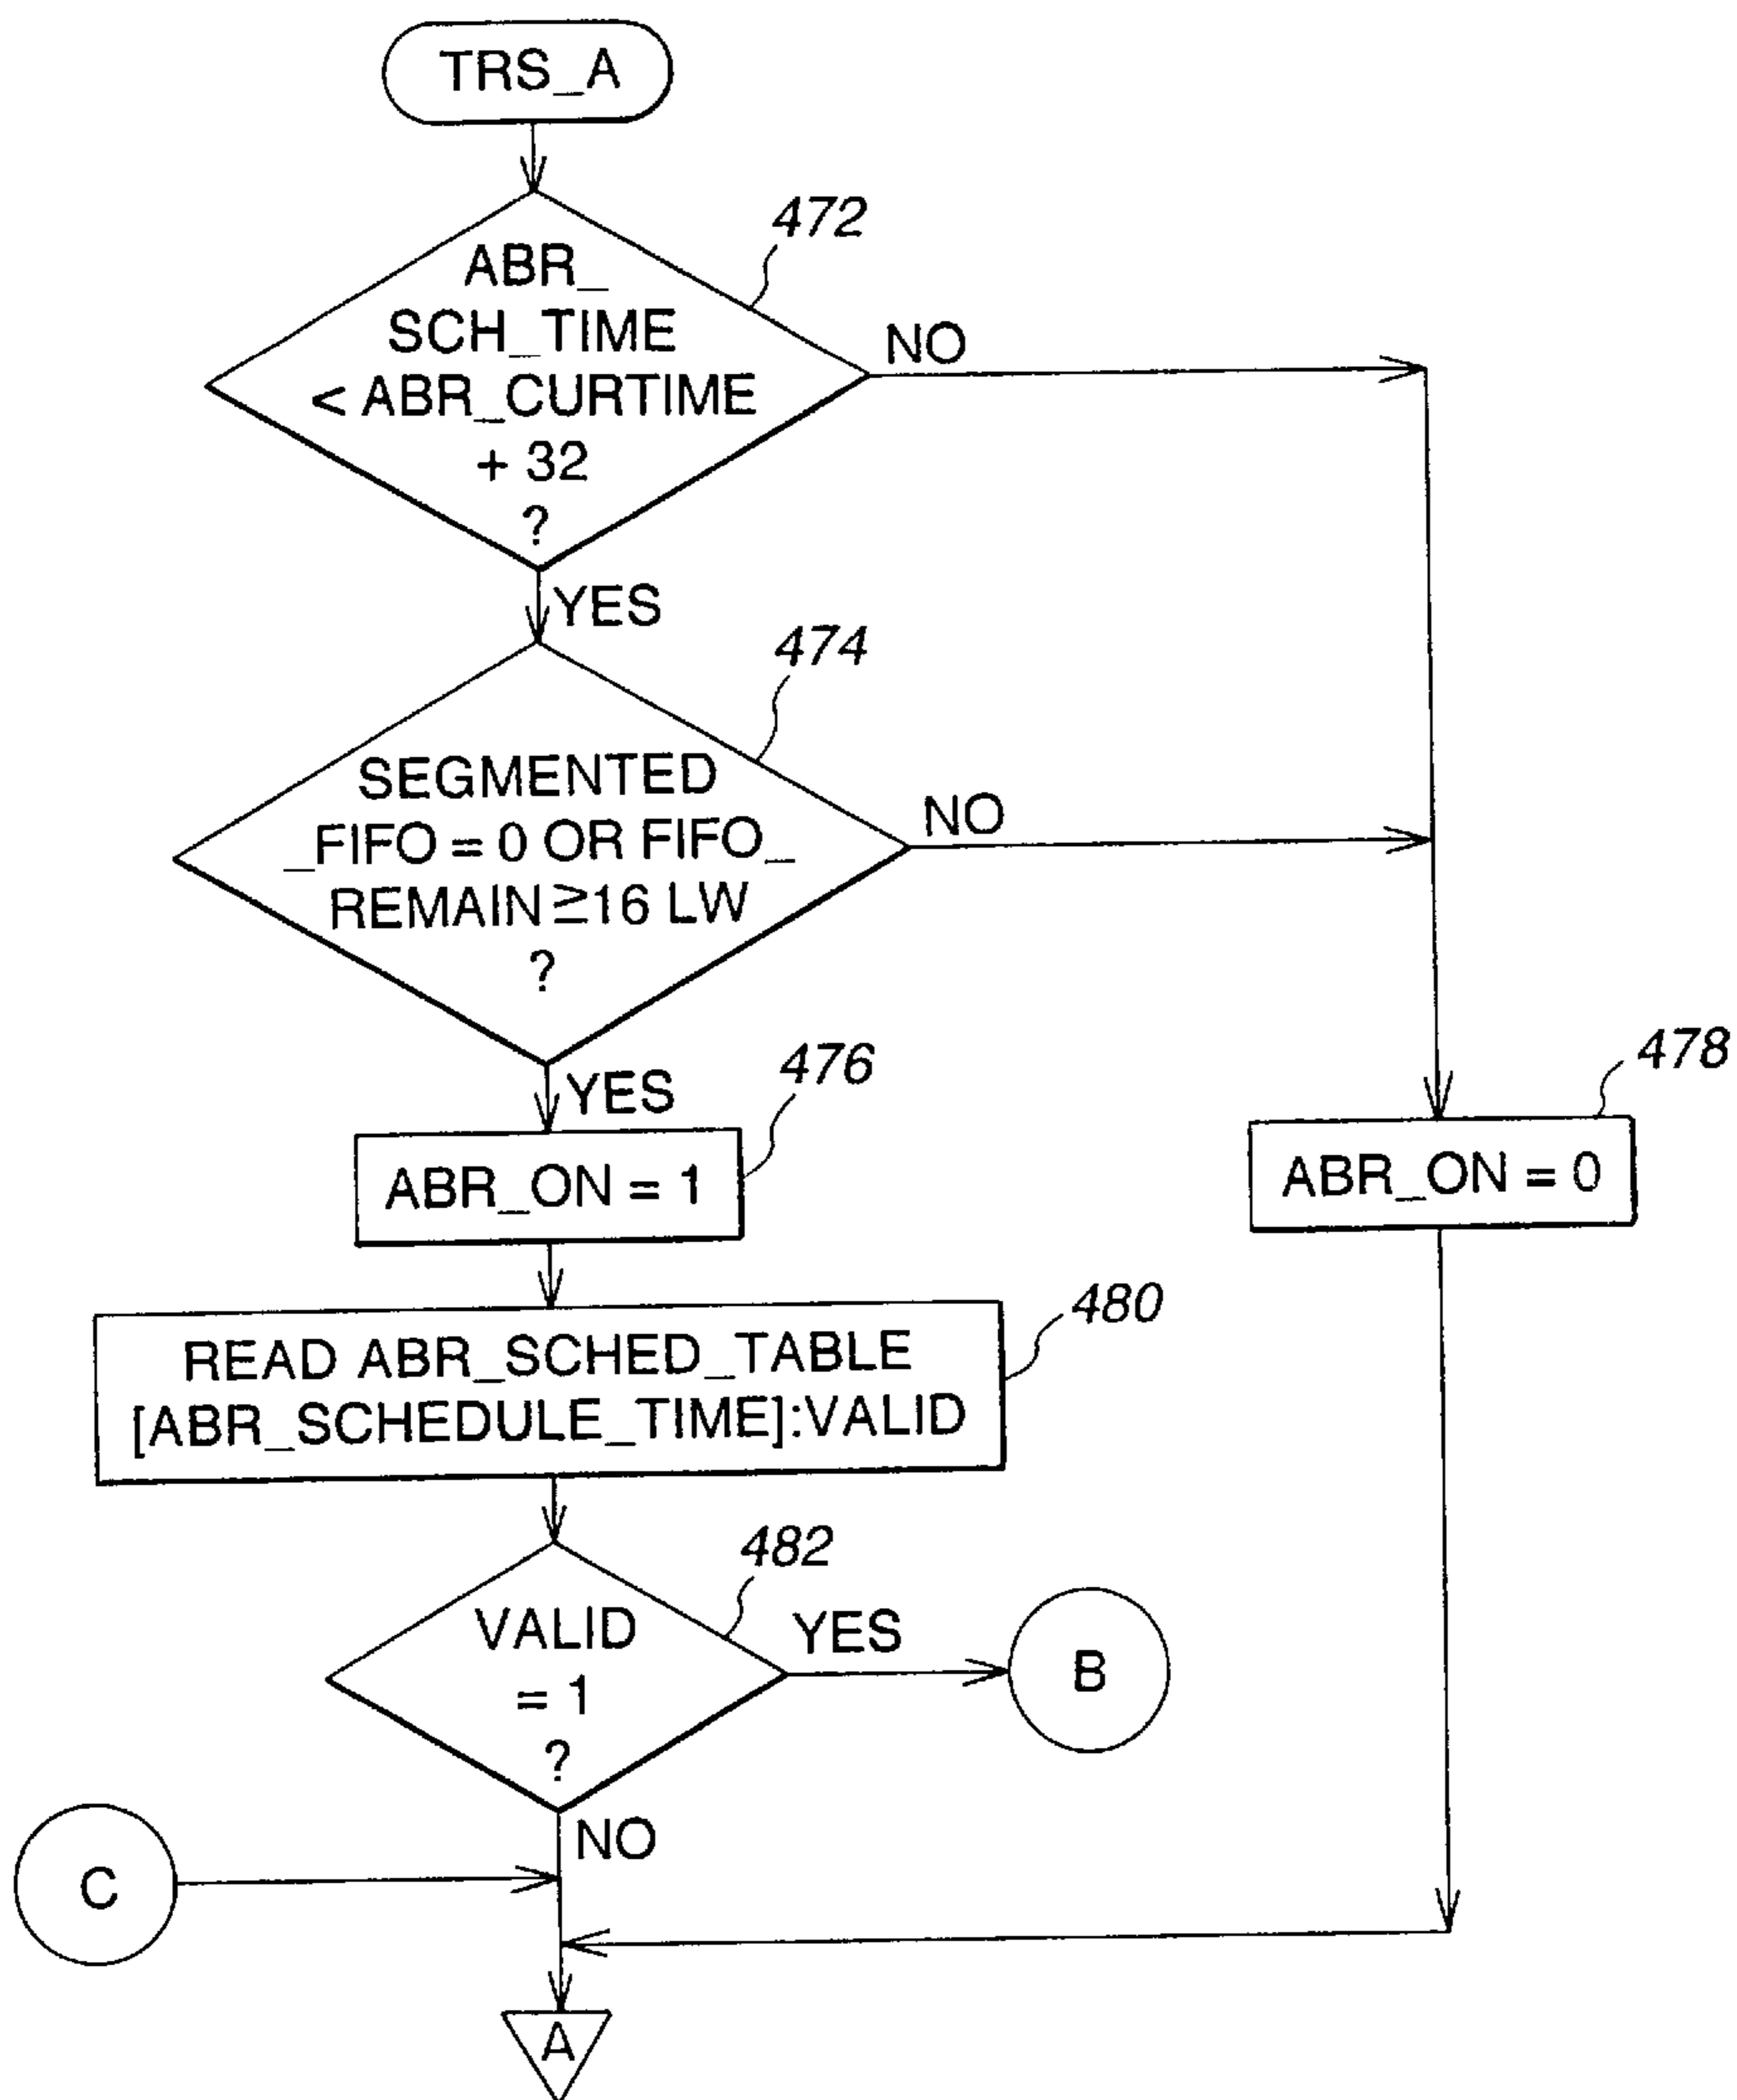 TRS_A
472
ABR_
SCH_TIME
< ABR_CURTIME
+ 32
?
NO
YES
474
SEGMENTED
_FIFO = 0 OR FIFO_
REMAIN ≥16 LW
?
NO
YES
476
478
ABR_ON = 1
ABR_ON = 0
480
READ ABR_SCHED_TABLE
[ABR_SCHEDULE_TIME]:VALID
482
VALID
= 1
?
YES
B
NO
C
A